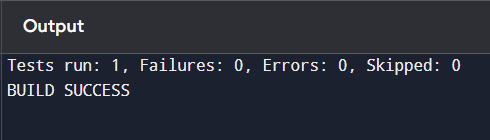 Output
Tests run: 1, Failures: 0, Errors: 0, Skipped: 0
BUILD SUCCESS